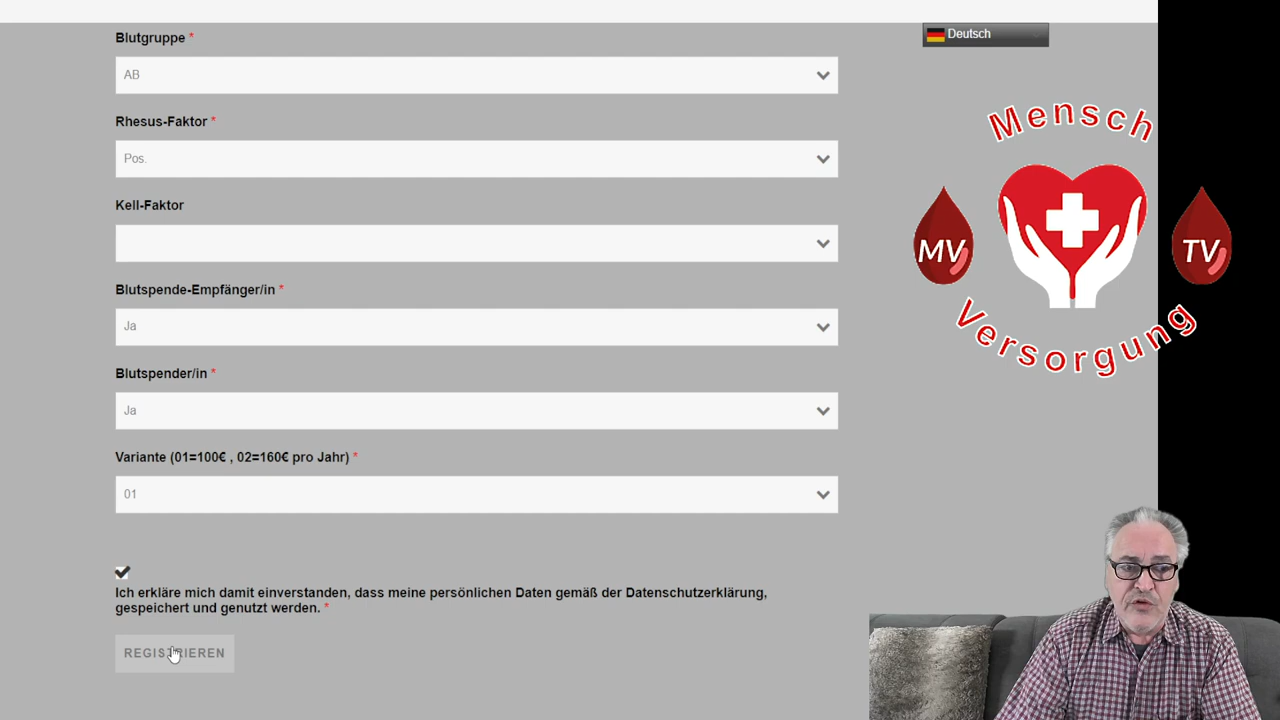 Blutgruppe *
AB
Rhesus-Faktor *
Pos.
Kell-Faktor
Blutspende-Empfänger/in *
Ja
Blutspender/in *
Ja
Variante (01=100€ , 02=160€ pro Jahr) *
01
Ich erkläre mich damit einverstanden, dass meine persönlichen Daten gemäß der Datenschutzerklärung,
gespeichert und genutzt werden. *
REGISTRIEREN
Deutsch
Mensch
MV
TV
Versorgung